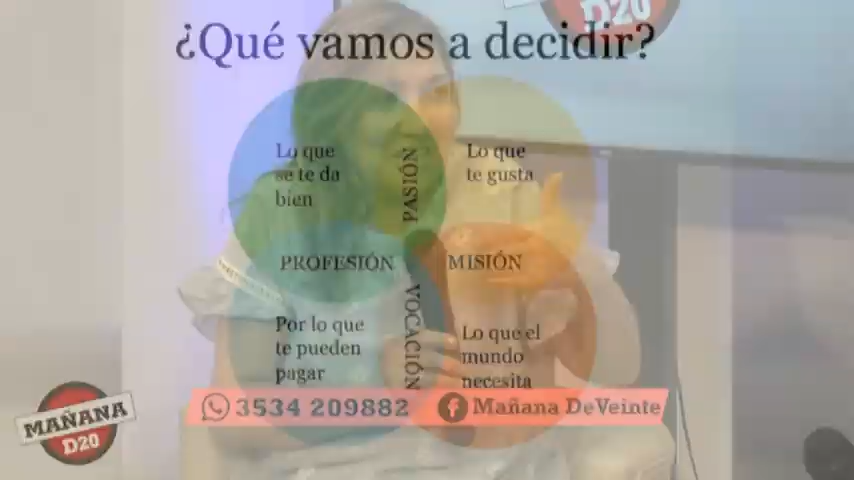 D20
¿Qué vamos a decidir?
Lo que
se te da
bien
PASIÓN
Lo que
te gusta
PROFESIÓN
MISIÓN
VOCACIÓN
Por lo que
te pueden
pagar
Lo que el
mundo
necesita
3534 209882
Mañana DeVeinte
MAÑANA
D20